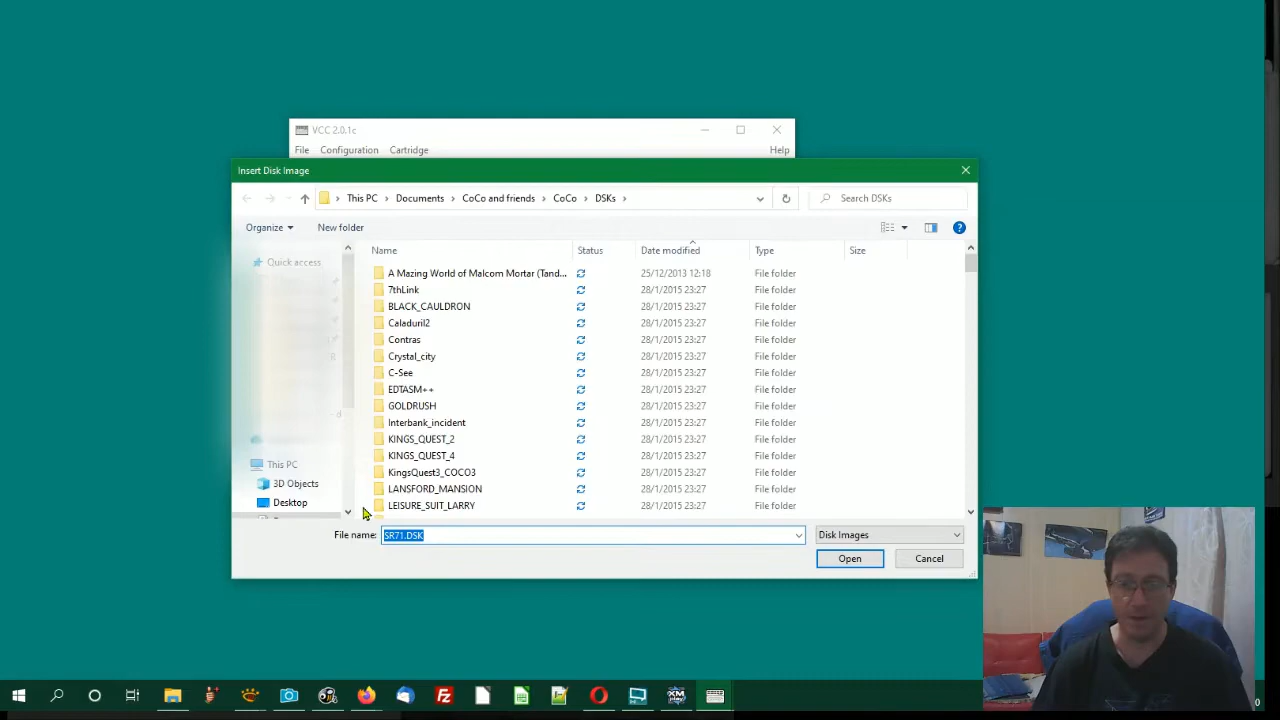 VCC 2.0.1c
File Configuration Cartridge Help
Insert Disk Image
This PC Documents CoCo and friends CoCo DSKs Search DSKs
Organize New folder
Quick access
This PC
3D Objects
Desktop
Name Status Date modified Type Size
A Mazing World of Malcom Mortar (Tand... 25/12/2013 12:18 File folder
7thLink 28/1/2015 23:27 File folder
BLACK_CAULDRON 28/1/2015 23:27 File folder
Caladuril2 28/1/2015 23:27 File folder
Contras 28/1/2015 23:27 File folder
Crystal_city 28/1/2015 23:27 File folder
C-See 28/1/2015 23:27 File folder
EDTASM++ 28/1/2015 23:27 File folder
GOLDRUSH 28/1/2015 23:27 File folder
Interbank_incident 28/1/2015 23:27 File folder
KINGS_QUEST_2 28/1/2015 23:27 File folder
KINGS_QUEST_4 28/1/2015 23:27 File folder
KingsQuest3_COCO3 28/1/2015 23:27 File folder
LANSFORD_MANSION 28/1/2015 23:27 File folder
LEISURE_SUIT_LARRY 28/1/2015 23:27 File folder
File name: SR71.DSK Disk Images
Open Cancel